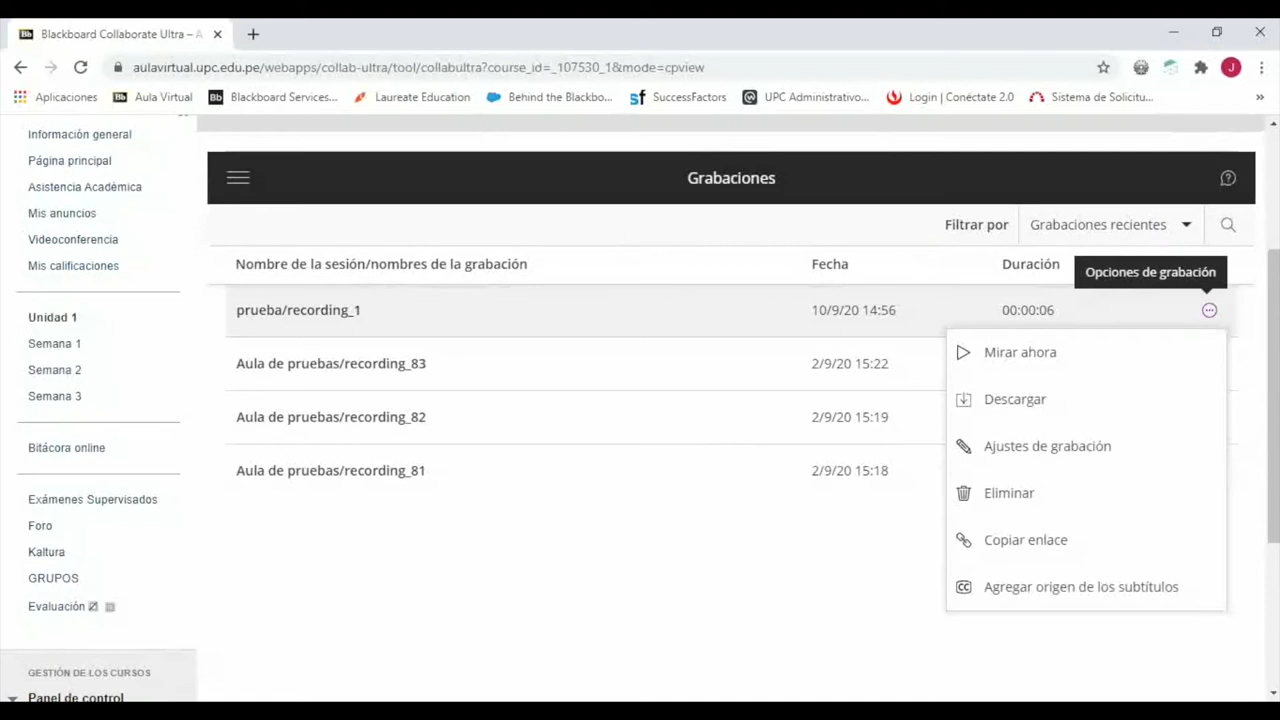 Blackboard Collaborate Ultra – A
aulavirtual.upc.edu.pe/webapps/collab-ultra/tool/collabultra?course_id=_107530_1&mode=cpview
J
Aplicaciones Bb Aula Virtual Bb Blackboard Services... Laureate Education Behind the Blackbo... sf SuccessFactors UPC Administrativo... Login | Conéctate 2.0 Sistema de Solicitu... »
Información general
Página principal
Asistencia Académica
Mis anuncios
Videoconferencia
Mis calificaciones
Unidad 1
Semana 1
Semana 2
Semana 3
Bitácora online
Exámenes Supervisados
Foro
Kaltura
GRUPOS
Evaluación
GESTIÓN DE LOS CURSOS
Panel de control
Grabaciones
Filtrar por Grabaciones recientes
Nombre de la sesión/nombres de la grabación Fecha Duración
Opciones de grabación
prueba/recording_1 10/9/20 14:56 00:00:06
Aula de pruebas/recording_83 2/9/20 15:22
Aula de pruebas/recording_82 2/9/20 15:19
Aula de pruebas/recording_81 2/9/20 15:18
Mirar ahora
Descargar
Ajustes de grabación
Eliminar
Copiar enlace
CC Agregar origen de los subtítulos